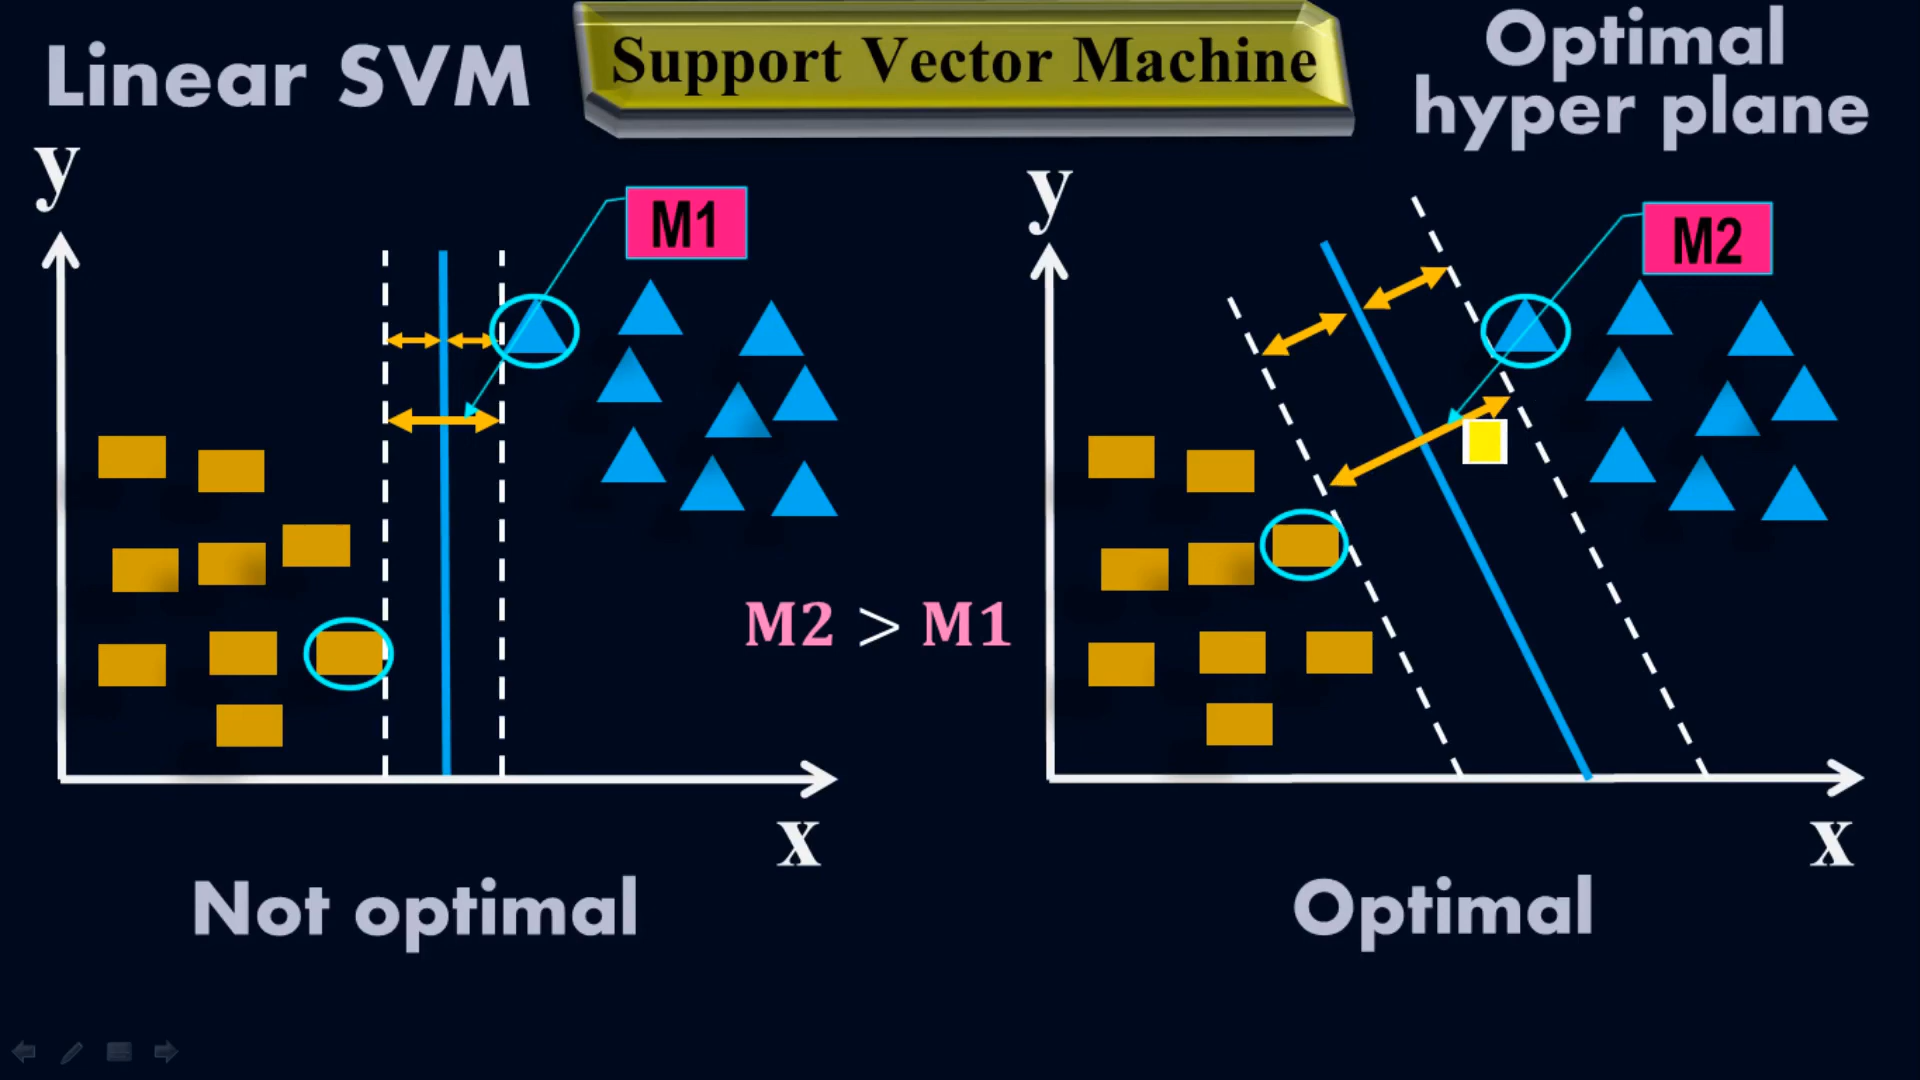 Linear SVM
Support Vector Machine
Optimal
hyper plane
y
M1
y
M2
M2 > M1
x
x
Not optimal
Optimal